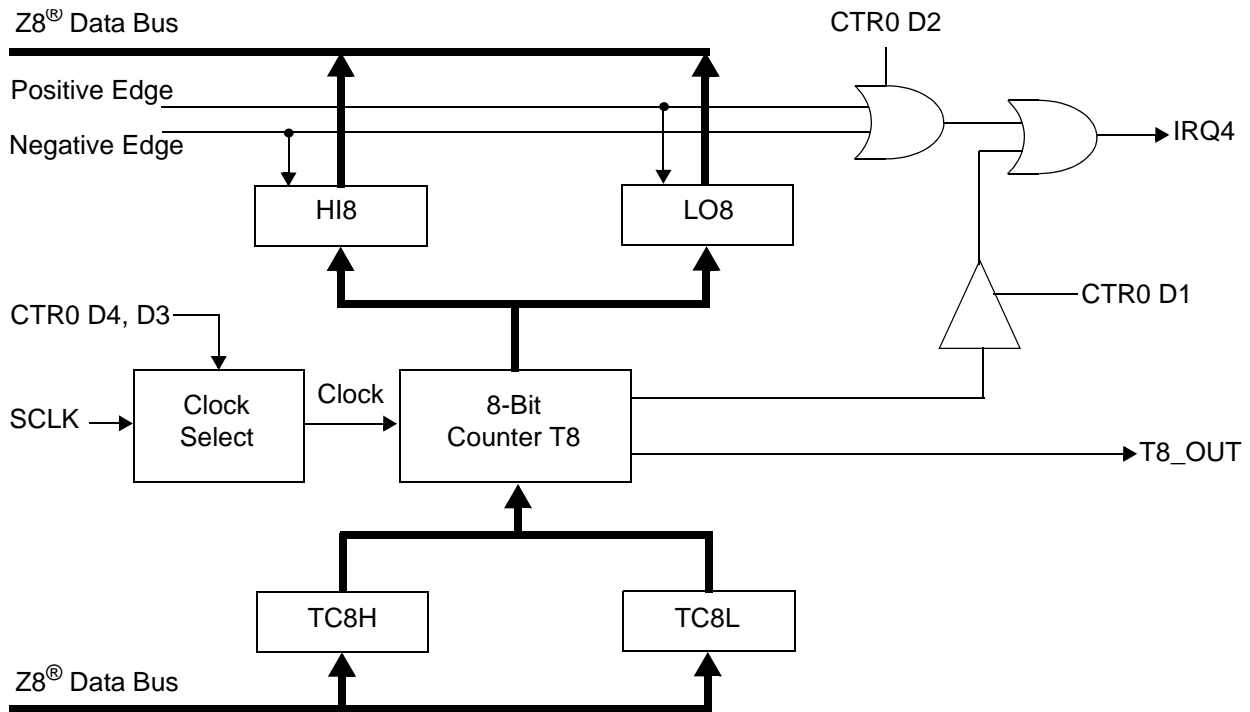 Z8® Data Bus
CTR0 D2
Positive Edge
Negative Edge
IRQ4
HI8
LO8
CTR0 D1
CTR0 D4, D3
SCLK
Clock
Select
Clock
8-Bit
Counter T8
T8_OUT
TC8H
TC8L
Z8® Data Bus